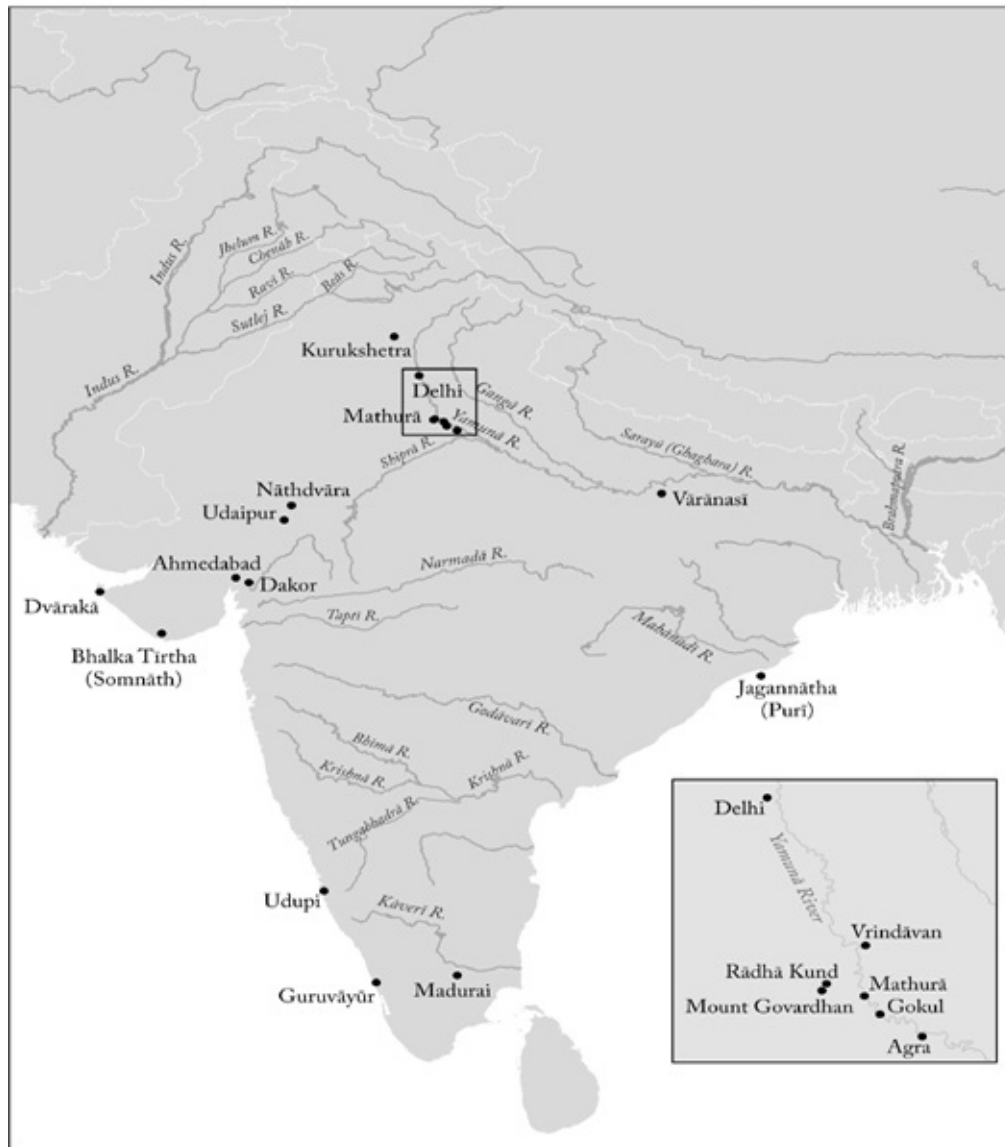 Indus R.
Jhelum R.
Chenāb R.
Ravi R.
Beās R.
Sutlej R.
Indus R.
Kurukshetra
Delhi
Mathurā
Gangā R.
Yamunā R.
Shiprā R.
Sarayū (Ghaghara) R.
Brahmaputra R.
Nāthdvāra
Udaipur
Vārānasī
Ahmedabad
Dakor
Narmadā R.
Dvārakā
Taptī R.
Bhalka Tīrtha
(Somnāth)
Mahānadī R.
Jagannātha
(Purī)
Godāvarī R.
Bhīmā R.
Krishnā R.
Krishnā R.
Tungabhadrā R.
Udupi
Kāverī R.
Guruvāyūr
Madurai
Delhi
Yamunā River
Vrindāvan
Rādhā Kund
Mathurā
Mount Govardhan
Gokul
Agra